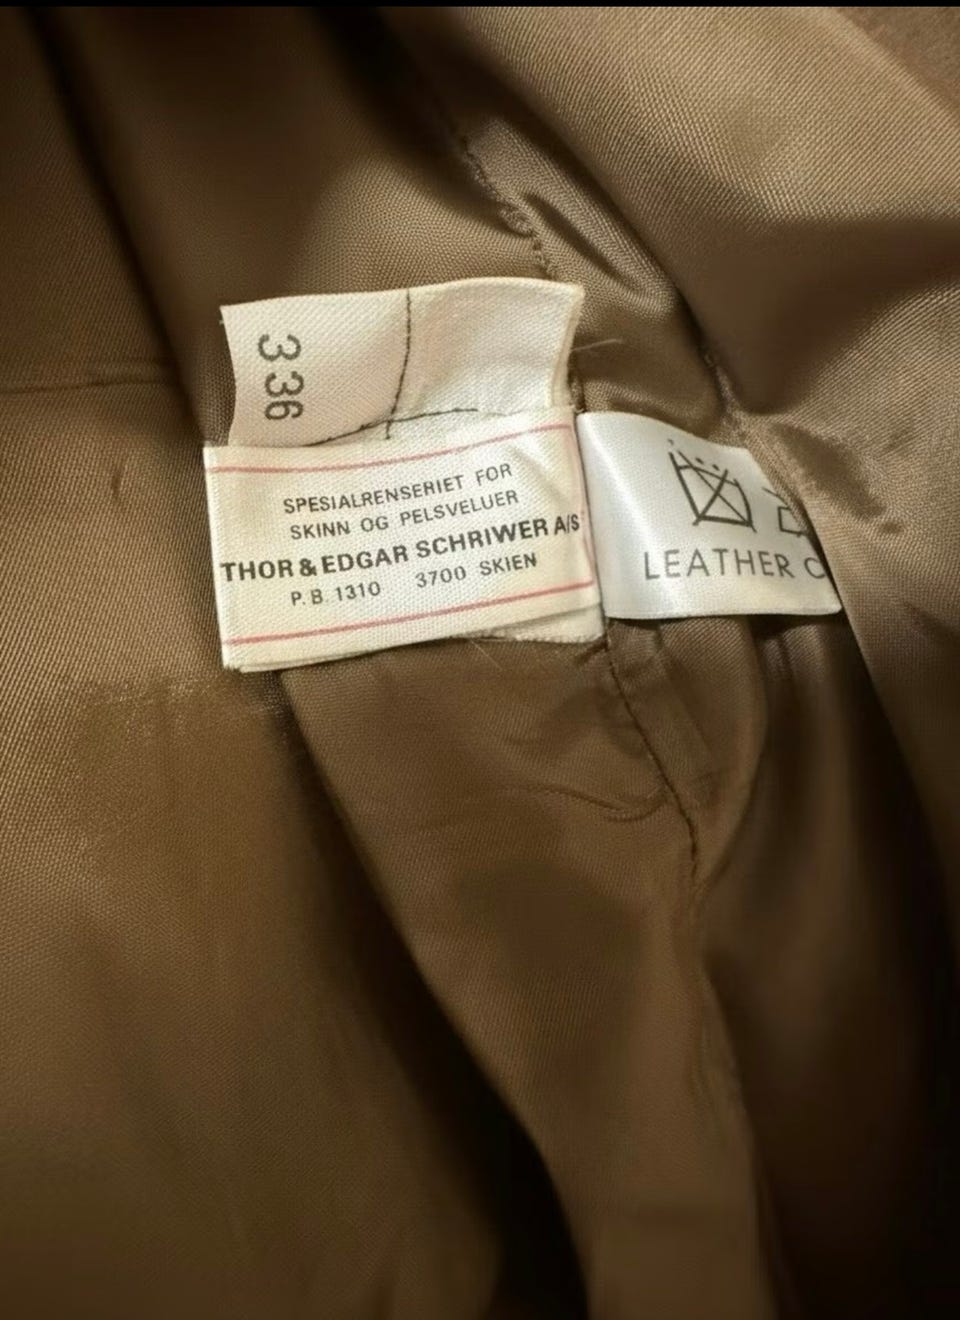 3 36
SPESIALRENSERIET FOR
SKINN OG PELSVELUER
THOR & EDGAR SCHRIWER A/S
P.B. 1310 3700 SKIEN
LEATHER C